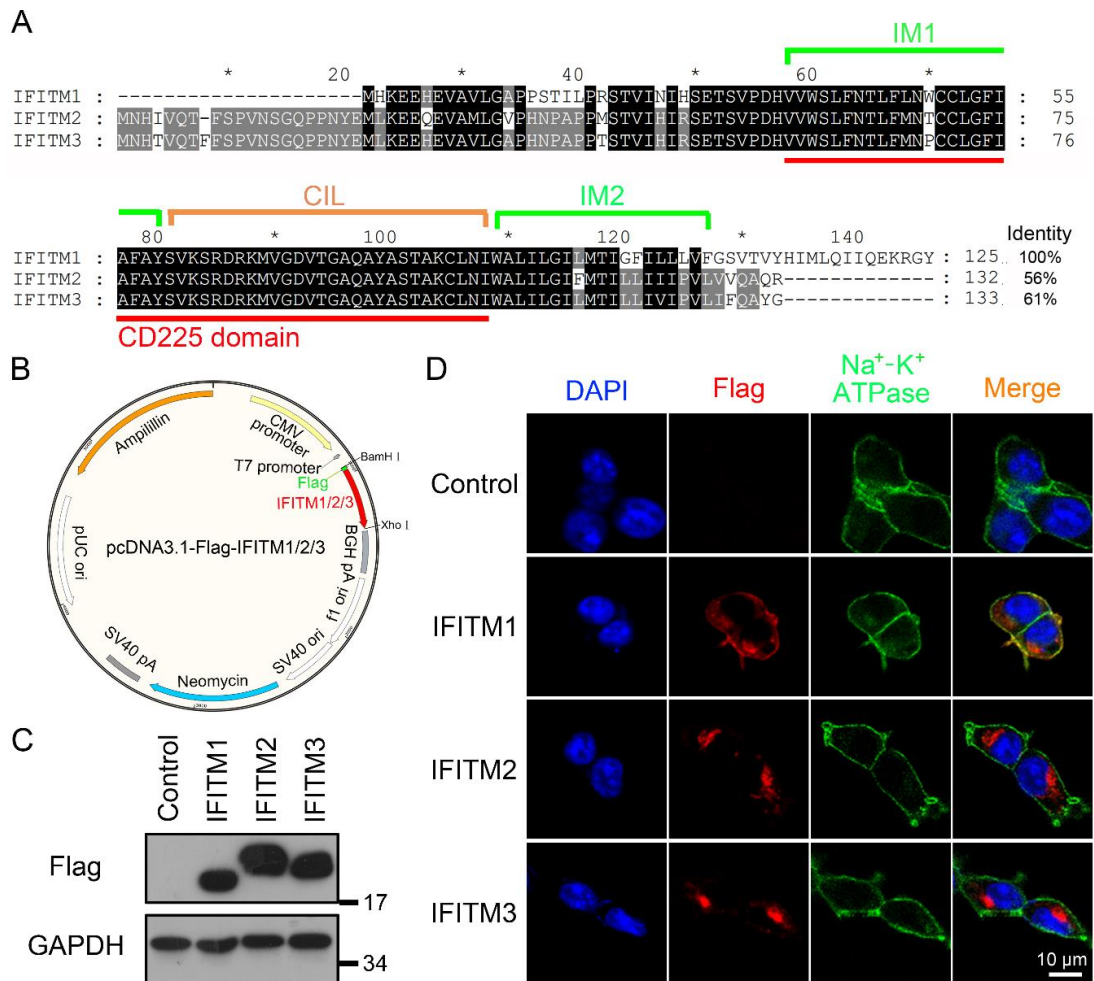 A
IM1
* 20 * 40 * 60 *
IFITM1 : ---------------------MHKEEHEVAVLGAPPSTILPRSTVINIHSETSVPDHVVWSLFNTLFLNWCCLGFI : 55
IFITM2 : MNHIVQT-FSPVNSGQPPNYEMLKEEQEVAMLGVPHNPAPPMSTVIHIRSETSVPDHVVWSLFNTLFMNTCCLGFI : 75
IFITM3 : MNHTVQTFFSPVNSGQPPNYEMLKEEHEVAVLGAPHNPAPPTSTVIHIRSETSVPDHVVWSLFNTLFMNPCCLGFI : 76
CIL IM2
80 * 100 * 120 * 140 Identity
IFITM1 : AFAYSVKSRDRKMVGDVTGAQAYASTAKCLNIWALILGILMTIGFILLLVFGSVTVYHIMLQIIQEKRGY : 125 100%
IFITM2 : AFAYSVKSRDRKMVGDVTGAQAYASTAKCLNIWALILGIFMTILLIIIPVLVVQAQR------------- : 132 56%
IFITM3 : AFAYSVKSRDRKMVGDVTGAQAYASTAKCLNIWALILGILMTILLIVIPVLIFQAYG------------- : 133 61%
CD225 domain
B
CMV promoter
T7 promoter
BamH I
Flag
IFITM1/2/3
Xho I
BGH pA
f1 ori
SV40 ori
Neomycin
SV40 pA
pUC ori
Ampilillin
pcDNA3.1-Flag-IFITM1/2/3
C
Control
IFITM1
IFITM2
IFITM3
Flag
17
GAPDH
34
D
DAPI
Flag
Na⁺-K⁺
ATPase
Merge
Control
IFITM1
IFITM2
IFITM3
10 μm